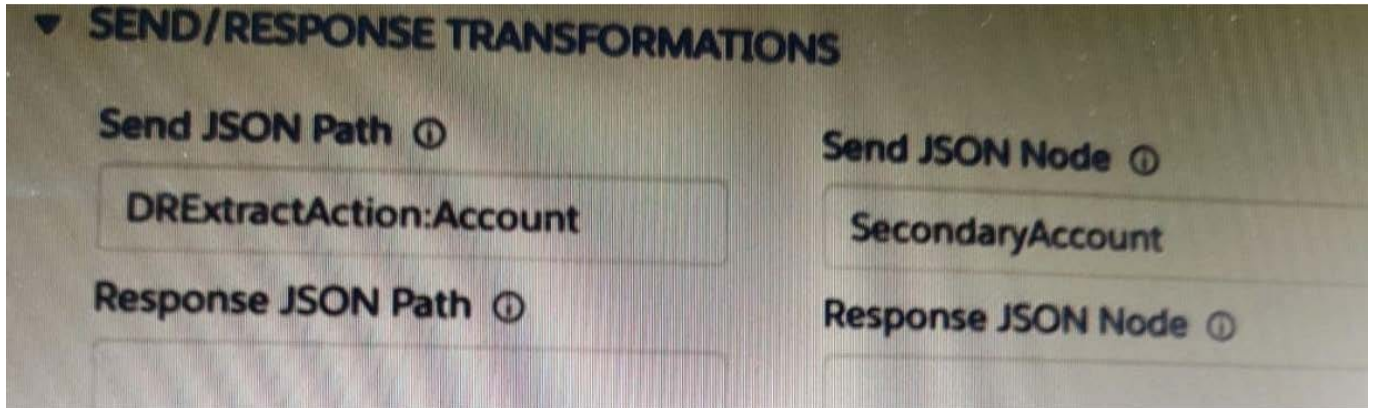 SEND/RESPONSE TRANSFORMATIONS
Send JSON Path
Send JSON Node
DRExtractAction:Account
SecondaryAccount
Response JSON Path
Response JSON Node